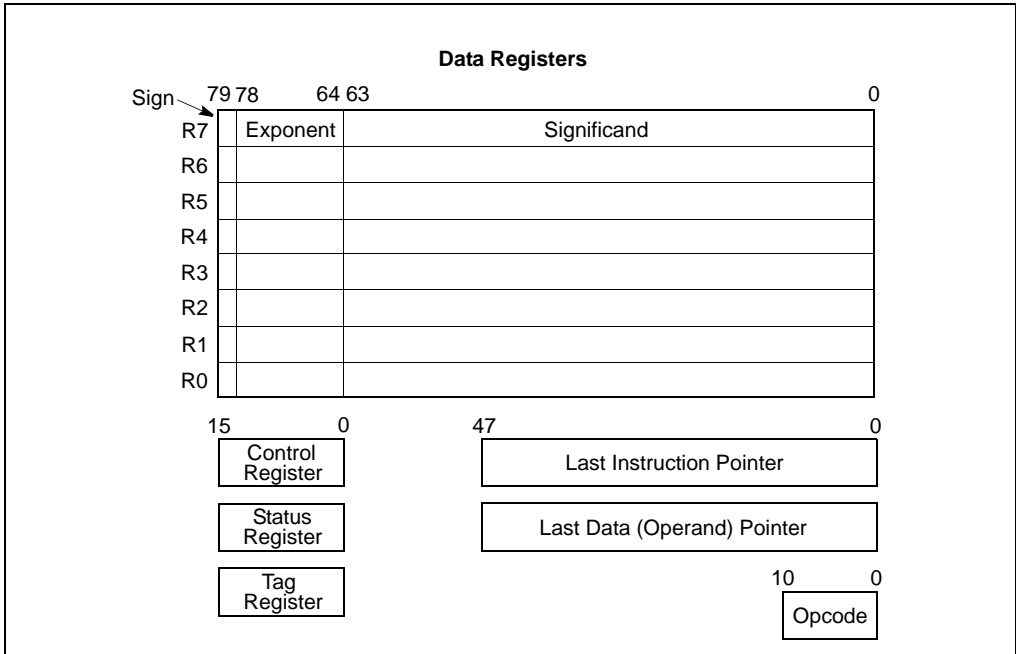 Data Registers
Sign 79 78 64 63 0
R7 Exponent Significand
R6
R5
R4
R3
R2
R1
R0
15 0 47 0
Control
Register
Last Instruction Pointer
Status
Register
Last Data (Operand) Pointer
Tag
Register
10 0
Opcode